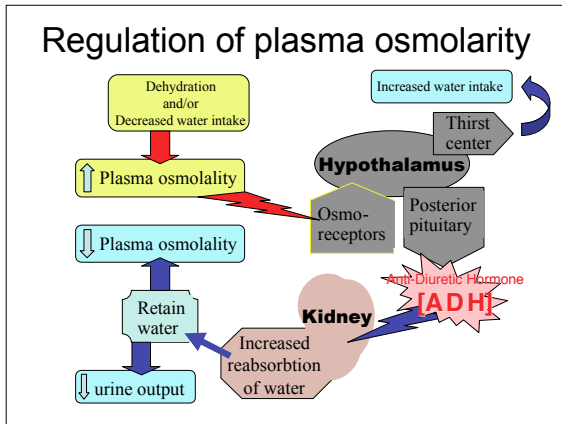 Regulation of plasma osmolarity
Dehydration
and/or
Decreased water intake
Increased water intake
Thirst
center
Hypothalamus
Plasma osmolality
Osmo-
receptors
Posterior
pituitary
Plasma osmolality
Anti-Diuretic Hormone
[ADH]
Retain
water
Kidney
Increased
reabsorbtion
of water
urine output